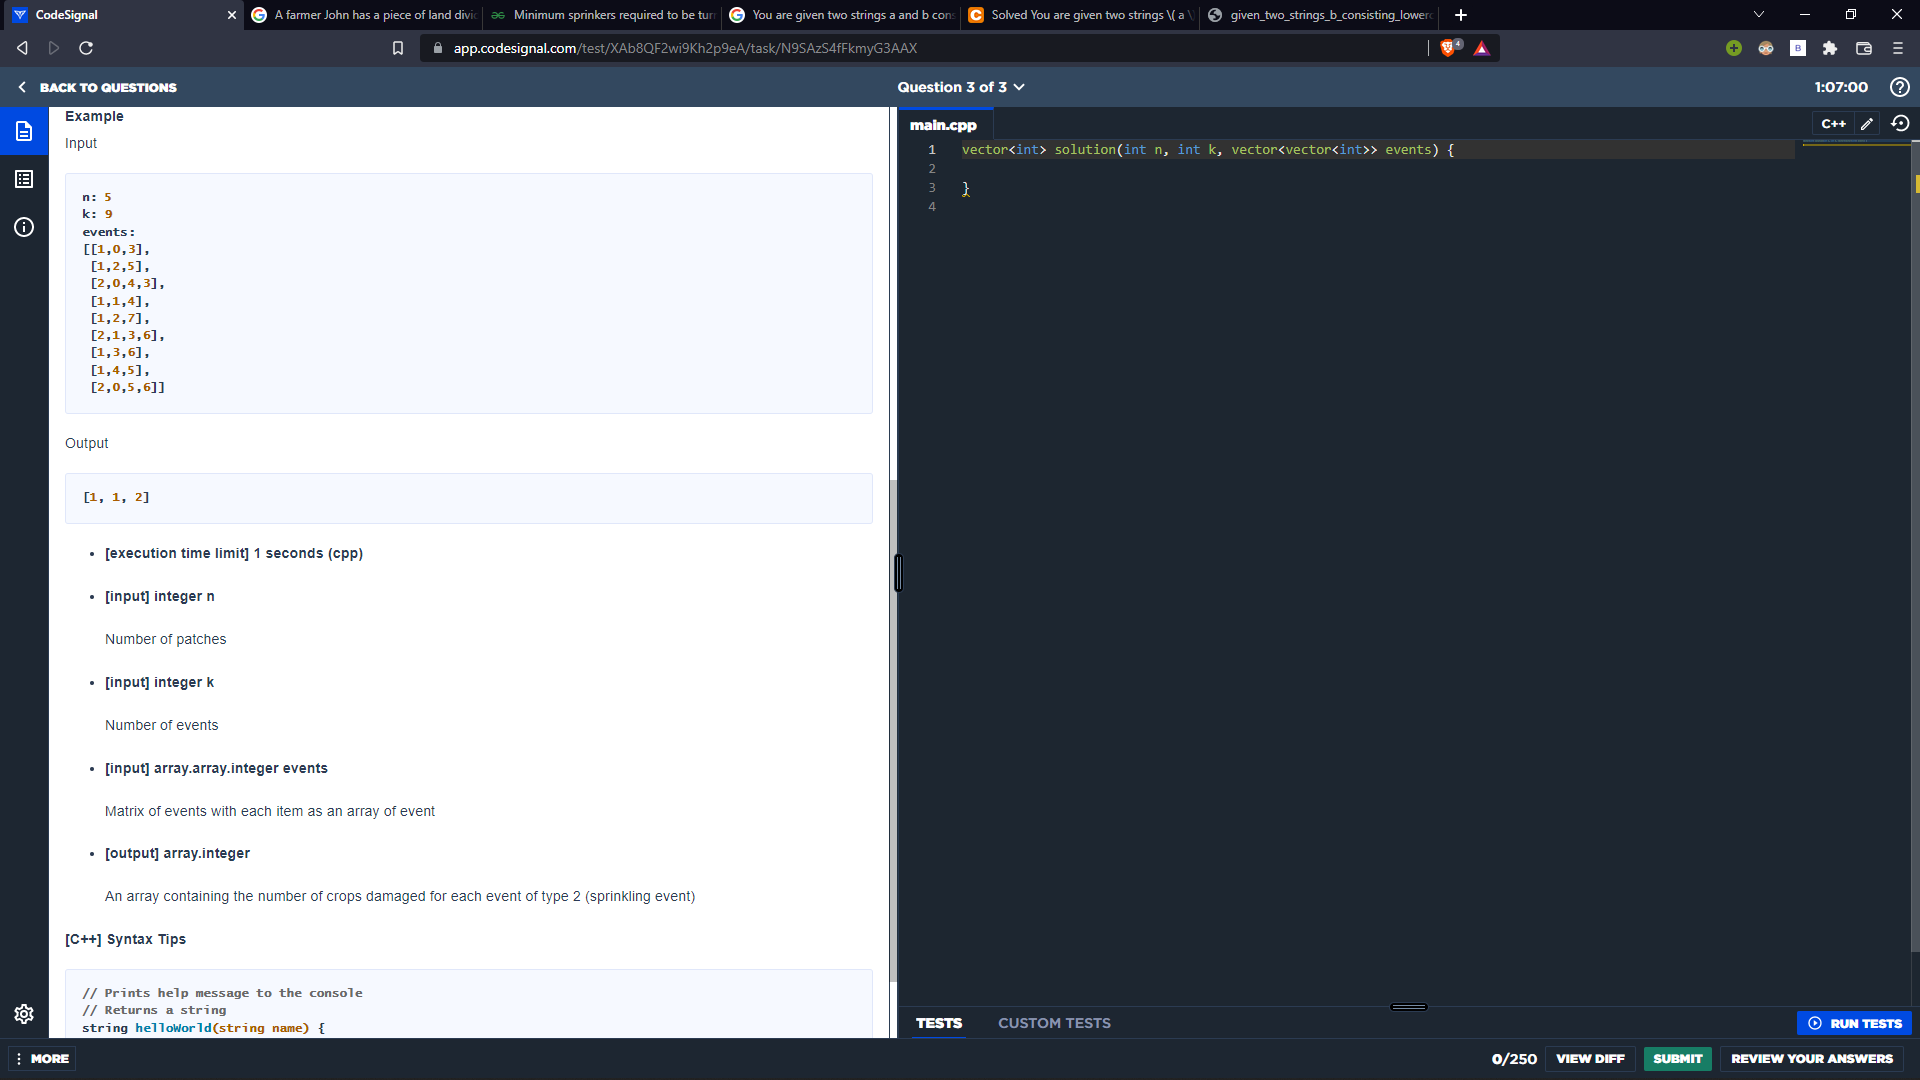 CodeSignal
A farmer John has a piece of land divid
Minimum sprinkers required to be tur
You are given two strings a and b cons
Solved You are given two strings \( a \
given_two_strings_b_consisting_lowerc
app.codesignal.com/test/XAb8QF2wi9Kh2p9eA/task/N9SAzS4fFkmyG3AAX
4
B
BACK TO QUESTIONS
Question 3 of 3
1:07:00
Example
Input
n: 5
k: 9
events:
[[1,0,3],
[1,2,5],
[2,0,4,3],
[1,1,4],
[1,2,7],
[2,1,3,6],
[1,3,6],
[1,4,5],
[2,0,5,6]]
Output
[1, 1, 2]
• [execution time limit] 1 seconds (cpp)
• [input] integer n
Number of patches
• [input] integer k
Number of events
• [input] array.array.integer events
Matrix of events with each item as an array of event
• [output] array.integer
An array containing the number of crops damaged for each event of type 2 (sprinkling event)
[C++] Syntax Tips
// Prints help message to the console
// Returns a string
string helloWorld(string name) {
main.cpp
C++
1 vector<int> solution(int n, int k, vector<vector<int>> events) {
2
3 }
4
TESTS
CUSTOM TESTS
RUN TESTS
MORE
0/250
VIEW DIFF
SUBMIT
REVIEW YOUR ANSWERS